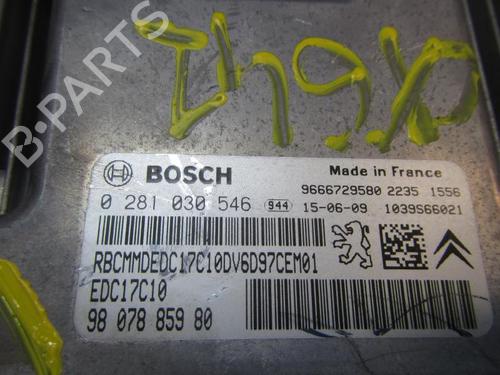 B-PARTS
BOSCH
Made in France
9666729580 2235 1556
0 281 030 546 944 15-06-09 1039S66021
RBCMMDEDC17C10DV6D97CEM01
EDC17C10
98 078 859 80